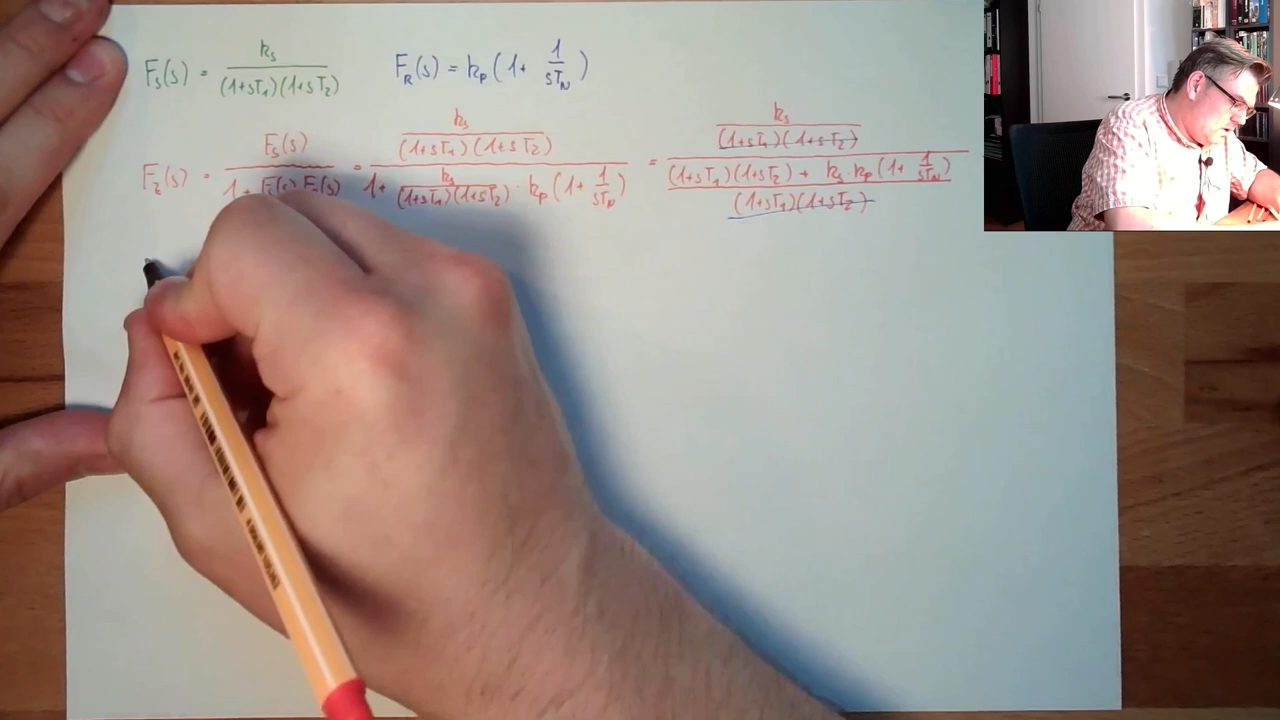 F_S(s) = k_S / ((1+sT_1)(1+sT_2))   F_R(s) = k_P (1 + 1/(sT_N))
F_Z(s) = F_S(s) / (1 + F_S(s) F_R(s)) = (k_S / ((1+sT_1)(1+sT_2))) / (1 + k_S / ((1+sT_1)(1+sT_2)) · k_P (1 + 1/(sT_N))) = (k_S / ((1+sT_1)(1+sT_2))) / (((1+sT_1)(1+sT_2) + k_S · k_P (1 + 1/(sT_N))) / ((1+sT_1)(1+sT_2)))